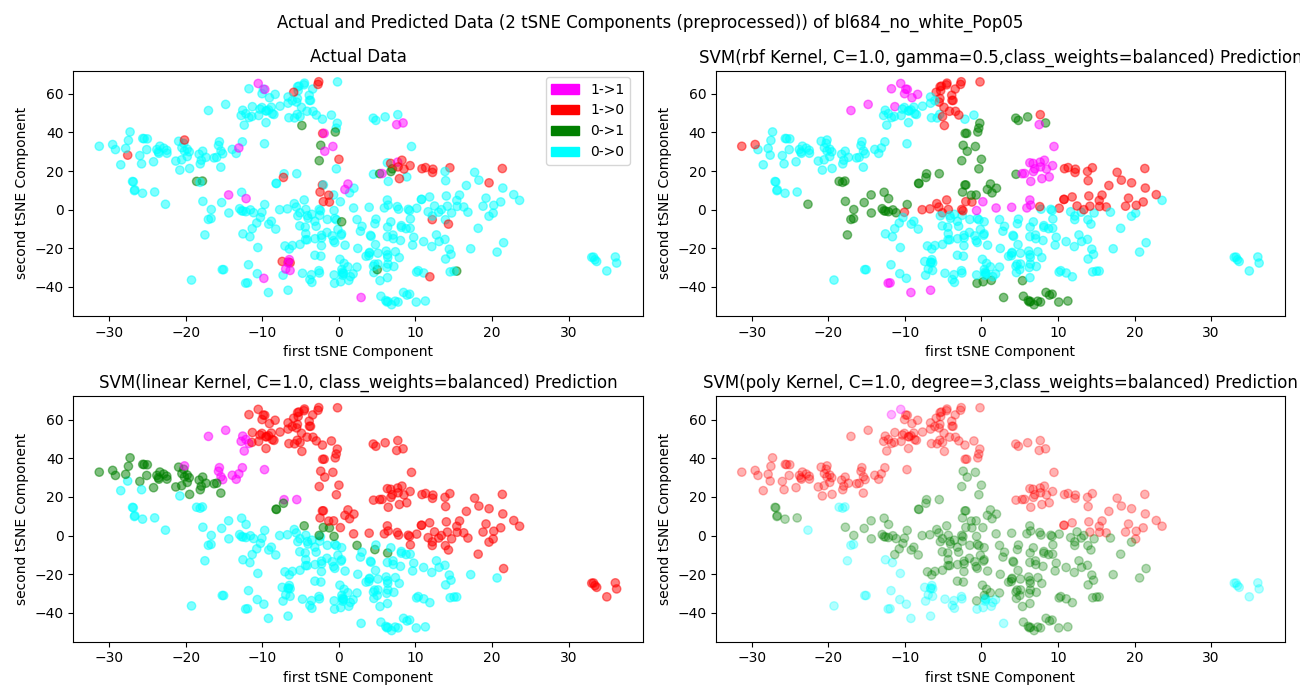 Actual and Predicted Data (2 tSNE Components (preprocessed)) of bl684_no_white_Pop05
Actual Data
60
40
20
0
−20
−40
second tSNE Component
1->1
1->0
0->1
0->0
−30 −20 −10 0 10 20 30
first tSNE Component
SVM(rbf Kernel, C=1.0, gamma=0.5,class_weights=balanced) Prediction
60
40
20
0
−20
−40
second tSNE Component
−30 −20 −10 0 10 20 30
first tSNE Component
SVM(linear Kernel, C=1.0, class_weights=balanced) Prediction
60
40
20
0
−20
−40
second tSNE Component
−30 −20 −10 0 10 20 30
first tSNE Component
SVM(poly Kernel, C=1.0, degree=3,class_weights=balanced) Prediction
60
40
20
0
−20
−40
second tSNE Component
−30 −20 −10 0 10 20 30
first tSNE Component